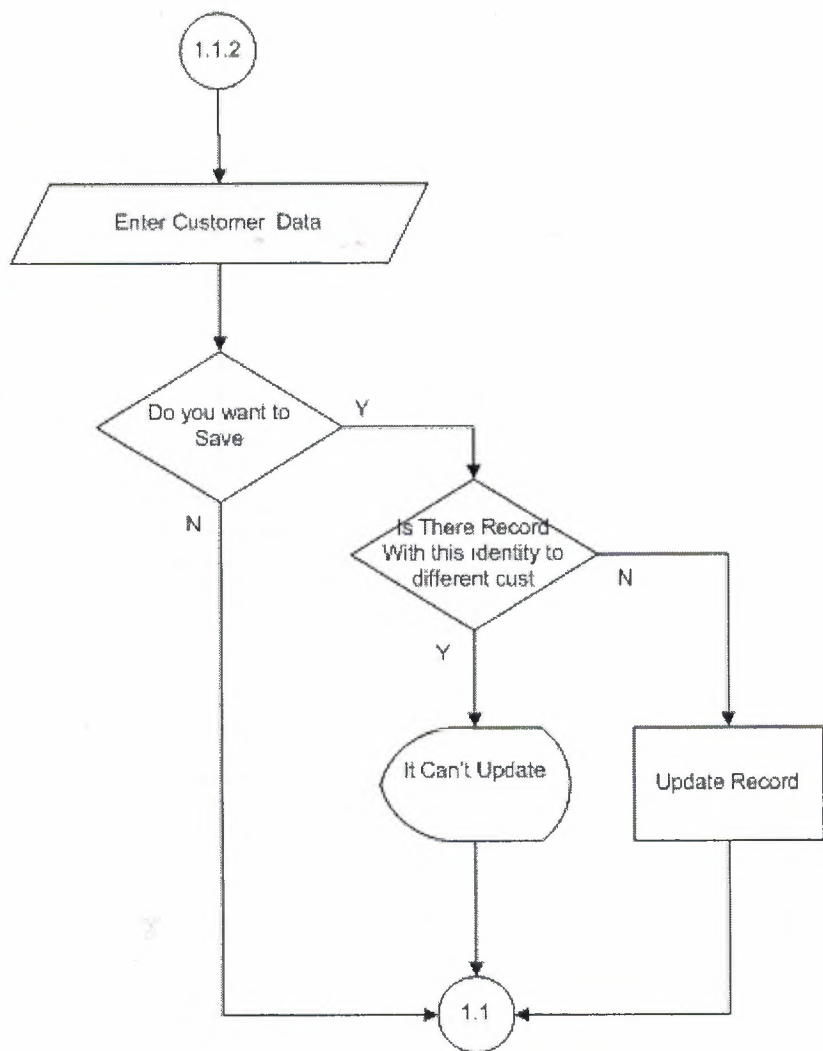 1.1.2
Enter Customer Data
Do you want to
Save
Y
N
Is There Record
With this identity to
different cust
N
Y
It Can't Update
Update Record
1.1